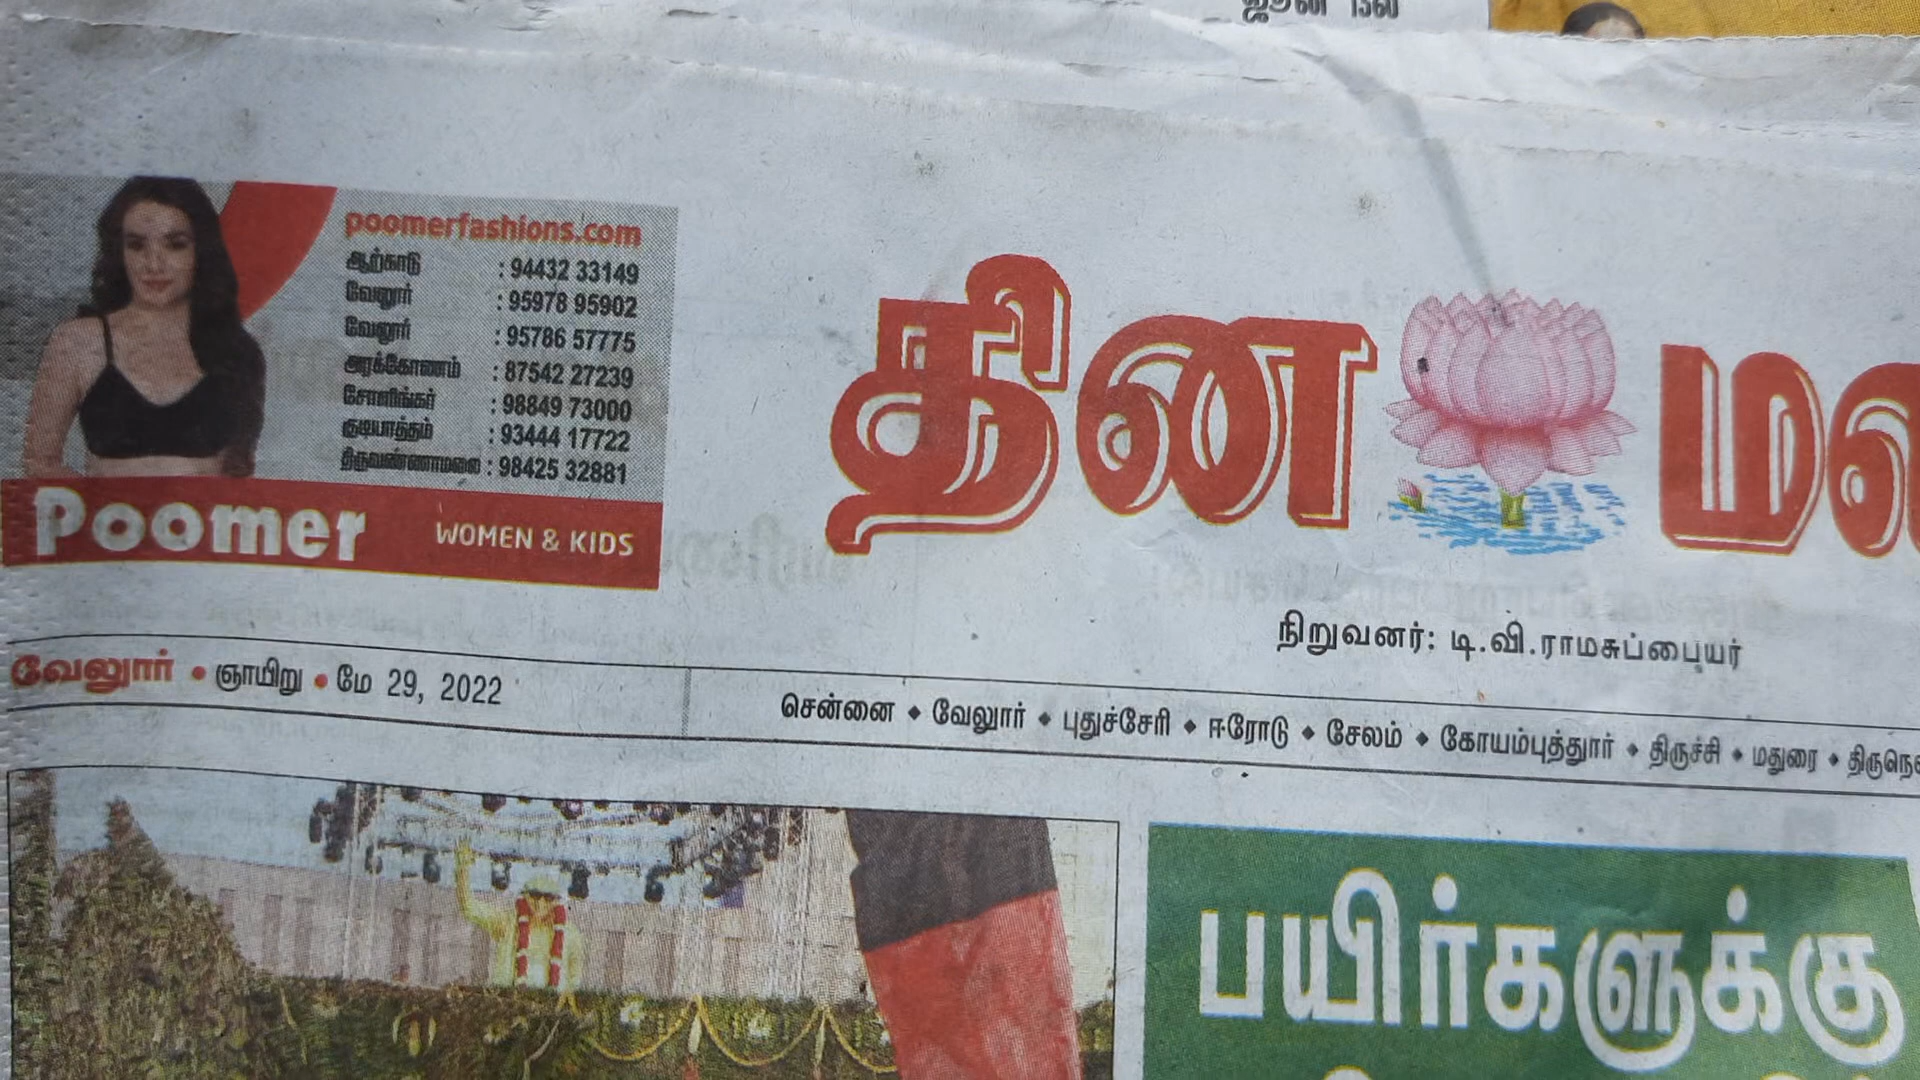 ஜூன் 15ல்
poomerfashions.com
ஆற்காடு : 94432 33149
வேலூர் : 95978 95902
வேலூர் : 95786 57775
அரக்கோணம் : 87542 27239
சோளிங்கர் : 98849 73000
குடியாத்தம் : 93444 17722
திருவண்ணாமலை : 98425 32881
Poomer WOMEN & KIDS
தின ம
நிறுவனர்: டி.வி.ராமசுப்பையர்
வேலூர் • ஞாயிறு • மே 29, 2022
சென்னை ◆ வேலூர் ◆ புதுச்சேரி ◆ ஈரோடு ◆ சேலம் ◆ கோயம்புத்தூர் ◆ திருச்சி ◆ மதுரை ◆ திருநெ
பயிர்களுக்கு